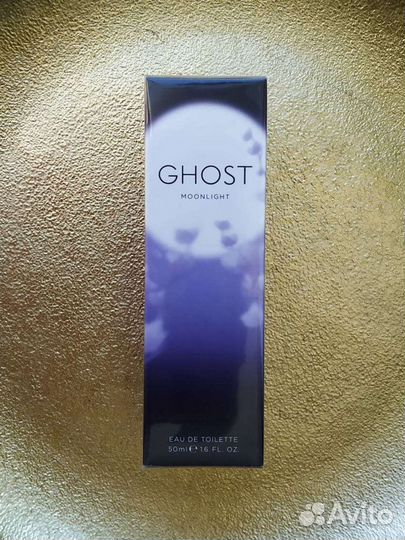 GHOST
MOONLIGHT
EAU DE TOILETTE
50ml ℮ 1.6 FL. OZ.
Avito